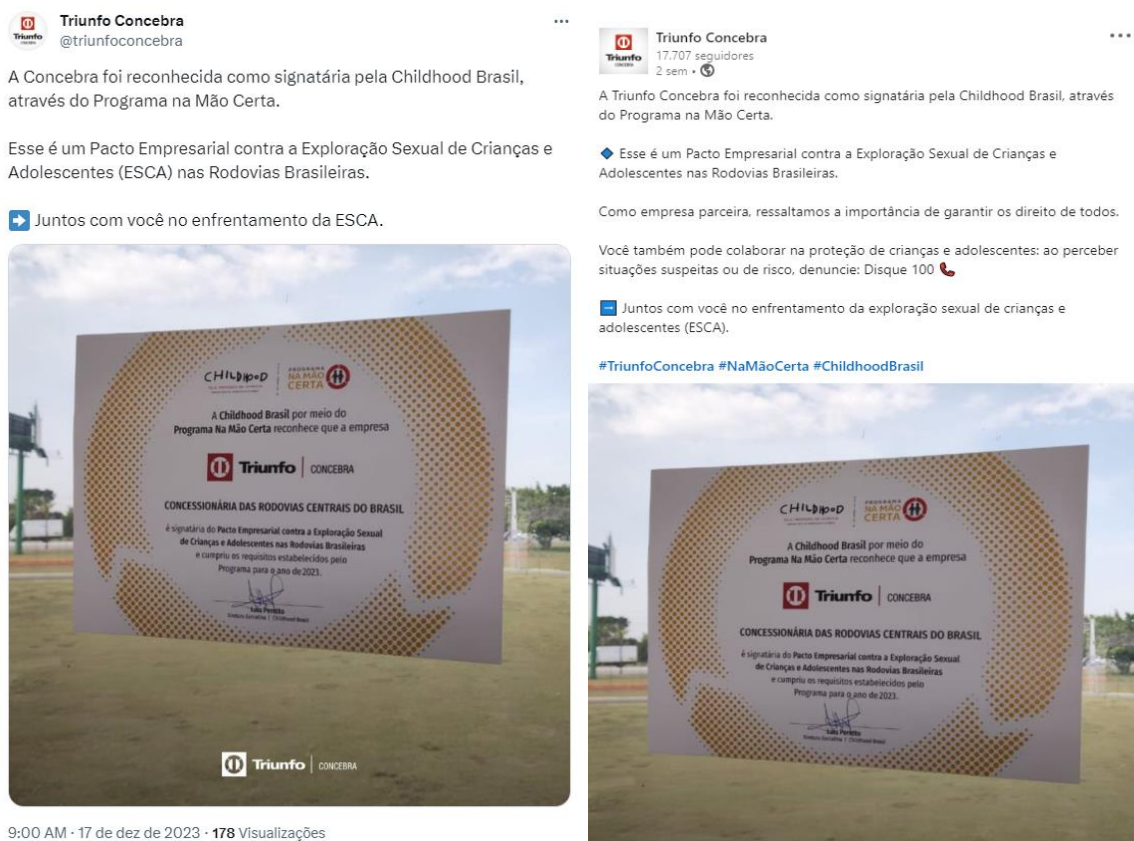 Triunfo Concebra
@triunfoconcebra
A Concebra foi reconhecida como signatária pela Childhood Brasil,
através do Programa na Mão Certa.
Esse é um Pacto Empresarial contra a Exploração Sexual de Crianças e
Adolescentes (ESCA) nas Rodovias Brasileiras.
Juntos com você no enfrentamento da ESCA.
CHILDHOOD
PROGRAMA
NA MÃO
CERTA
A Childhood Brasil por meio do
Programa Na Mão Certa reconhece que a empresa
Triunfo CONCEBRA
CONCESSIONÁRIA DAS RODOVIAS CENTRAIS DO BRASIL
é signatária do Pacto Empresarial contra a Exploração Sexual
de Crianças e Adolescentes nas Rodovias Brasileiras
e cumpriu os requisitos estabelecidos pelo
Programa para o ano de 2023.
Triunfo CONCEBRA
9:00 AM · 17 de dez de 2023 · 178 Visualizações
Triunfo Concebra
17.707 seguidores
2 sem •
A Triunfo Concebra foi reconhecida como signatária pela Childhood Brasil, através
do Programa na Mão Certa.
Esse é um Pacto Empresarial contra a Exploração Sexual de Crianças e
Adolescentes nas Rodovias Brasileiras.
Como empresa parceira, ressaltamos a importância de garantir os direito de todos.
Você também pode colaborar na proteção de crianças e adolescentes: ao perceber
situações suspeitas ou de risco, denuncie: Disque 100
Juntos com você no enfrentamento da exploração sexual de crianças e
adolescentes (ESCA).
#TriunfoConcebra #NaMãoCerta #ChildhoodBrasil
CHILDHOOD
PROGRAMA
NA MÃO
CERTA
A Childhood Brasil por meio do
Programa Na Mão Certa reconhece que a empresa
Triunfo CONCEBRA
CONCESSIONÁRIA DAS RODOVIAS CENTRAIS DO BRASIL
é signatária do Pacto Empresarial contra a Exploração Sexual
de Crianças e Adolescentes nas Rodovias Brasileiras
e cumpriu os requisitos estabelecidos pelo
Programa para o ano de 2023.